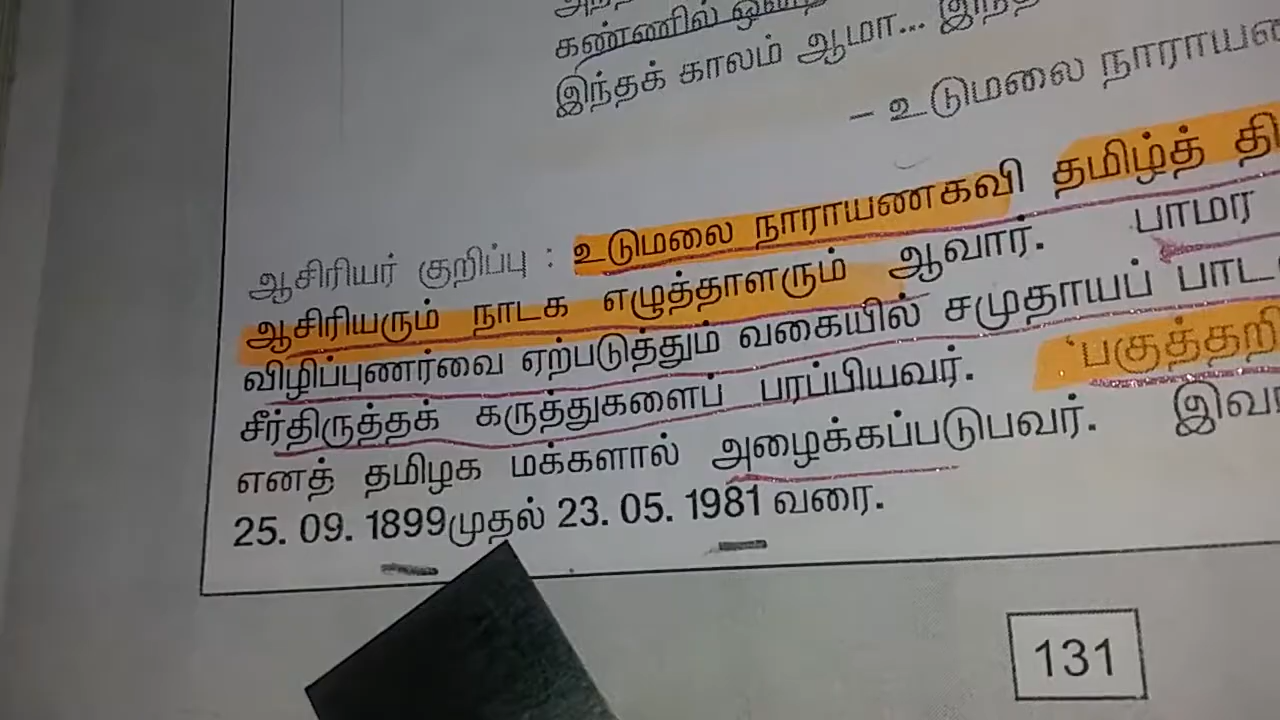 கண்ணில்
இந்தக் காலம் ஆமா... இந்த
– உடுமலை நாராயண
ஆசிரியர் குறிப்பு : உடுமலை நாராயணகவி தமிழ்த் தி
ஆசிரியரும் நாடக எழுத்தாளரும் ஆவார். பாமர
விழிப்புணர்வை ஏற்படுத்தும் வகையில் சமுதாயப் பாட
சீர்திருத்தக் கருத்துகளைப் பரப்பியவர். 'பகுத்தறி
எனத் தமிழக மக்களால் அழைக்கப்படுபவர். இவ
25. 09. 1899முதல் 23. 05. 1981 வரை.
131